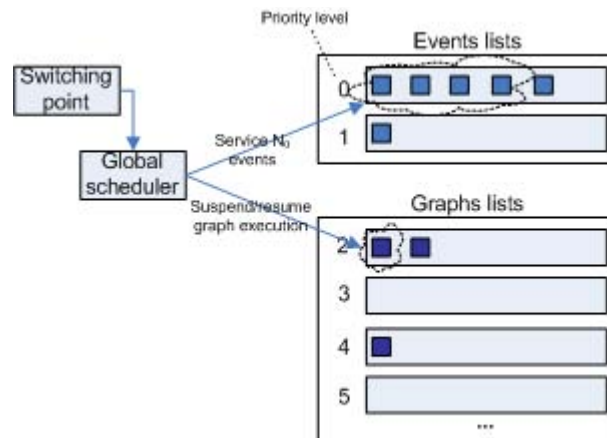 Priority level
Events lists
Switching
point
0
Service N₀
events
1
Global
scheduler
Suspend/resume
graph execution
Graphs lists
2
3
4
5
...